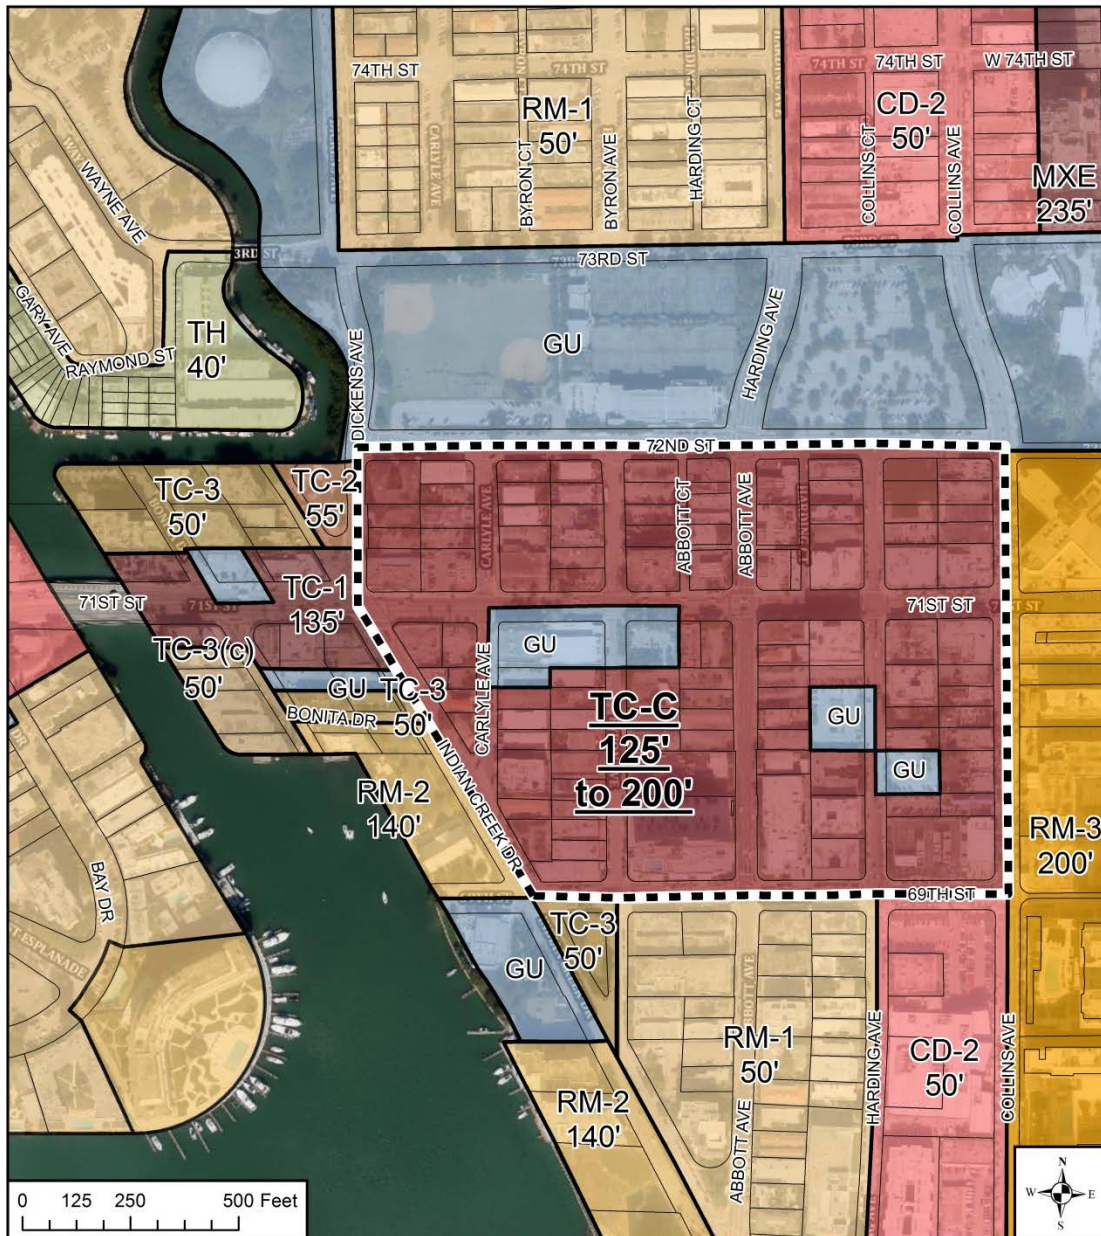 74TH ST
74TH ST
74TH ST
74TH ST
W 74TH ST
RM-1
50'
CD-2
50'
CARLYLE AVE
BYRON CT
BYRON AVE
HARDING CT
COLLINS CT
COLLINS AVE
MXE
235'
WAYNE AVE
3RD ST
73RD ST
GARY AVE
RAYMOND ST
TH
40'
GU
DICKENS AVE
HARDING AVE
72ND ST
TC-3
50'
TC-2
55'
CARLYLE AVE
ABBOTT CT
ABBOTT AVE
71ST ST
71ST ST
TC-1
135'
71ST ST
TC-3(c)
50'
GU
TC-3
50'
BONITA DR
CARLYLE AVE
GU
TC-C
125'
to 200'
GU
GU
INDIAN CREEK DR
RM-2
140'
RM-3
200'
BAY DR
69TH ST
TC-3
50'
GU
ESPLANADE
RM-1
50'
ABBOTT AVE
HARDING AVE
CD-2
50'
COLLINS AVE
RM-2
140'
0 125 250 500 Feet
N
W E
S